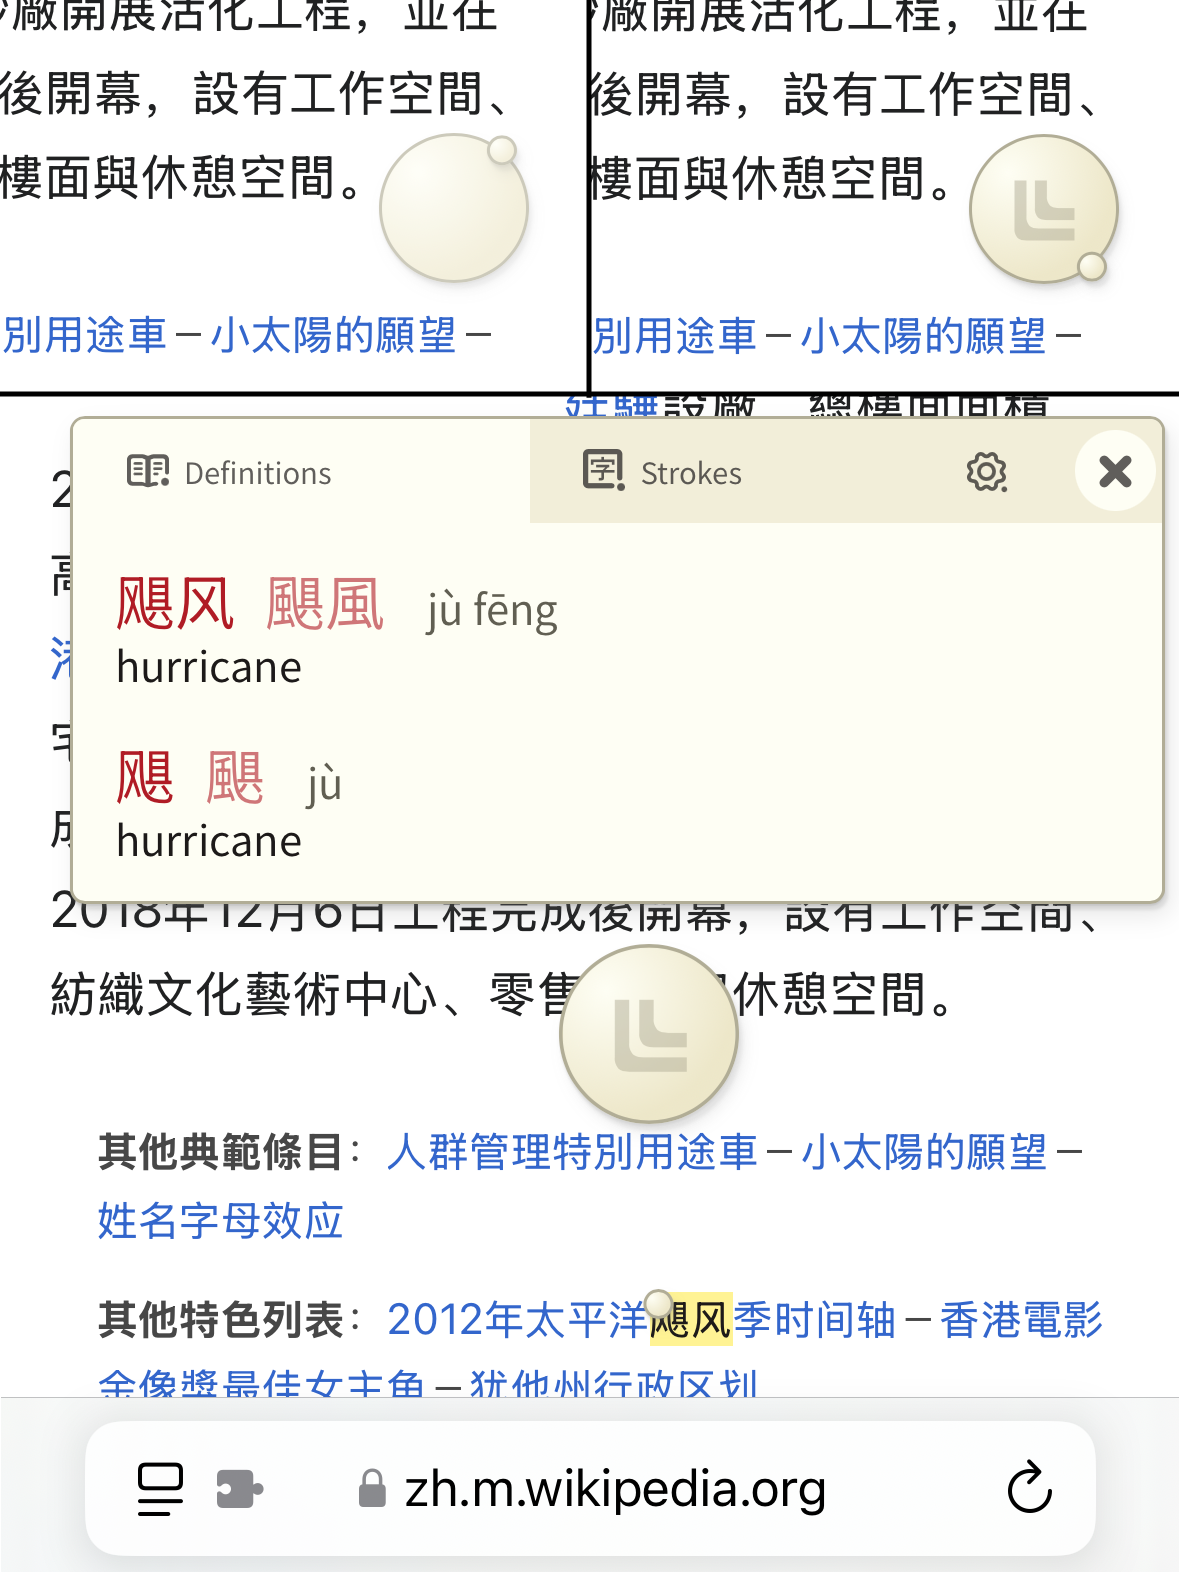 廠開展活化工程，並在
後開幕，設有工作空間、
樓面與休憩空間。
別用途車－小太陽的願望－
廠開展活化工程，並在
後開幕，設有工作空間、
樓面與休憩空間。
別用途車－小太陽的願望－
設廠，總樓面面積
Definitions
Strokes
飓风 颶風 jù fēng
hurricane
飓 颶 jù
hurricane
2018年12月6日工程完成後開幕，設有工作空間、
紡織文化藝術中心、零售 休憩空間。
其他典範條目：人群管理特別用途車－小太陽的願望－
姓名字母效应
其他特色列表：2012年太平洋飓风季时间轴－香港電影
金像獎最佳女主角－犹他州行政区划
zh.m.wikipedia.org